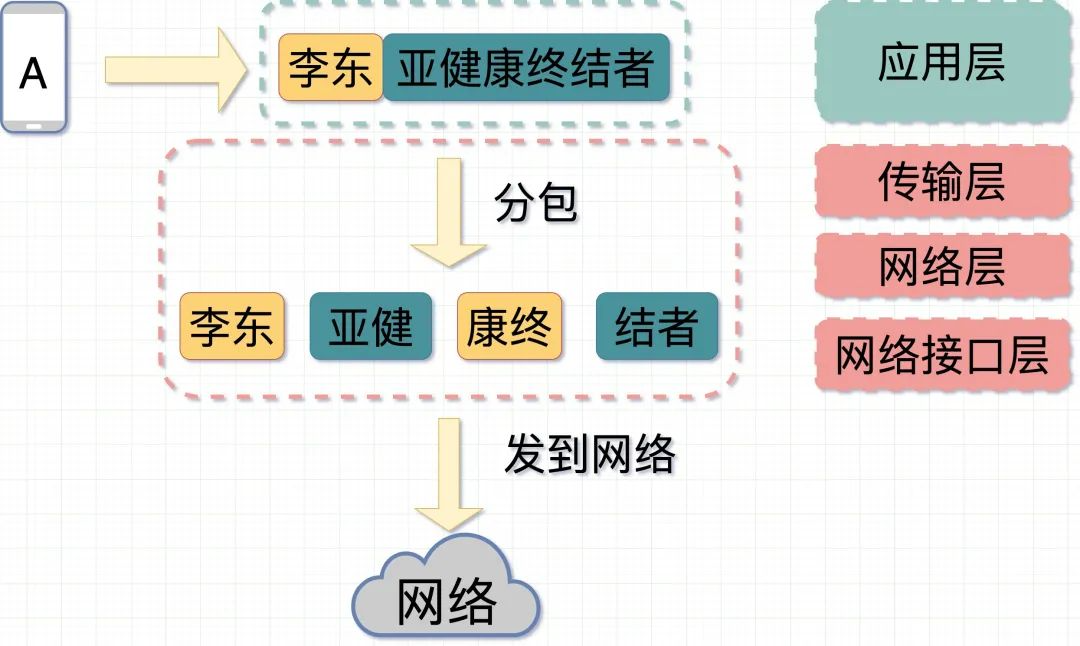 A
李东 亚健康终结者
应用层
分包
传输层
网络层
李东 亚健 康终 结者
网络接口层
发到网络
网络